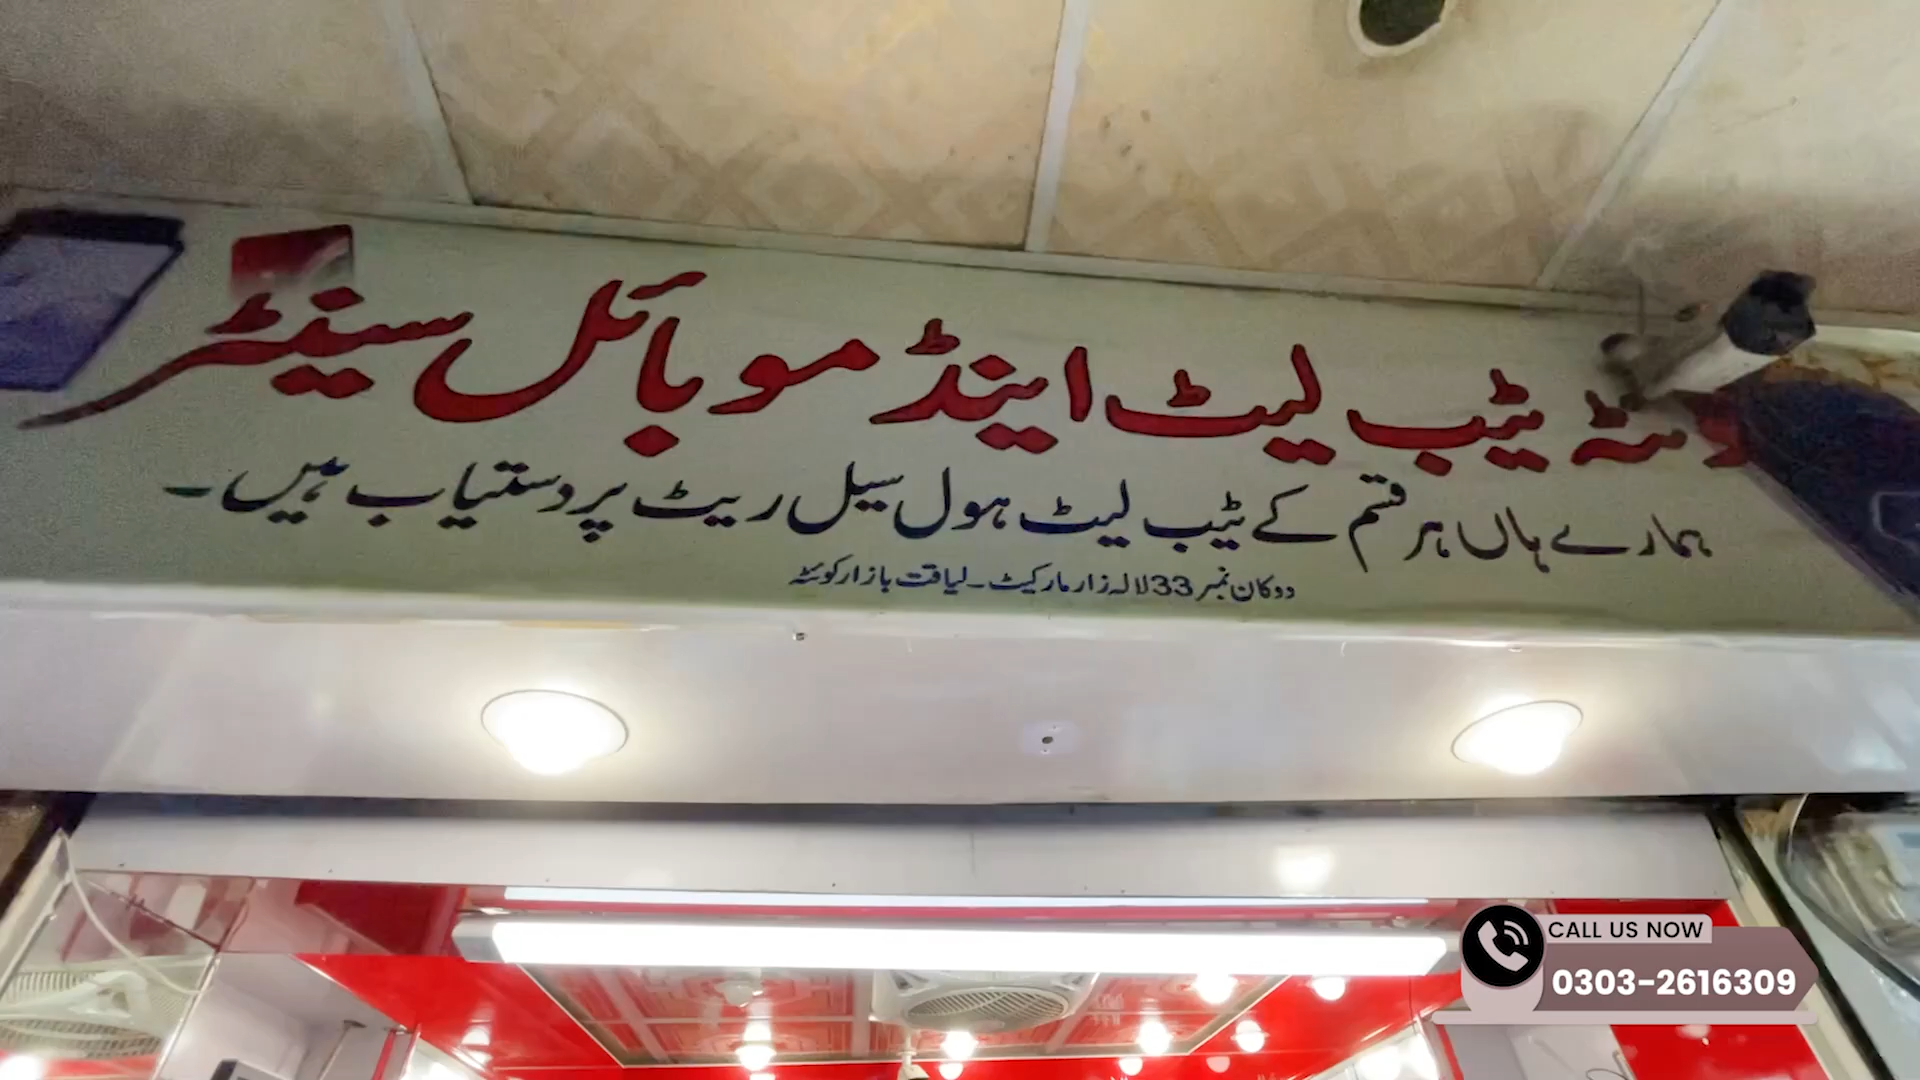 ٹیب لیٹ اینڈ موبائل سینٹر
ہمارے ہاں ہر قسم کے ٹیب لیٹ ہول سیل ریٹ پر دستیاب ہیں۔
دوکان نمبر 33 لالہ زار مارکیٹ۔ لیاقت بازار کوئٹہ
CALL US NOW
0303-2616309